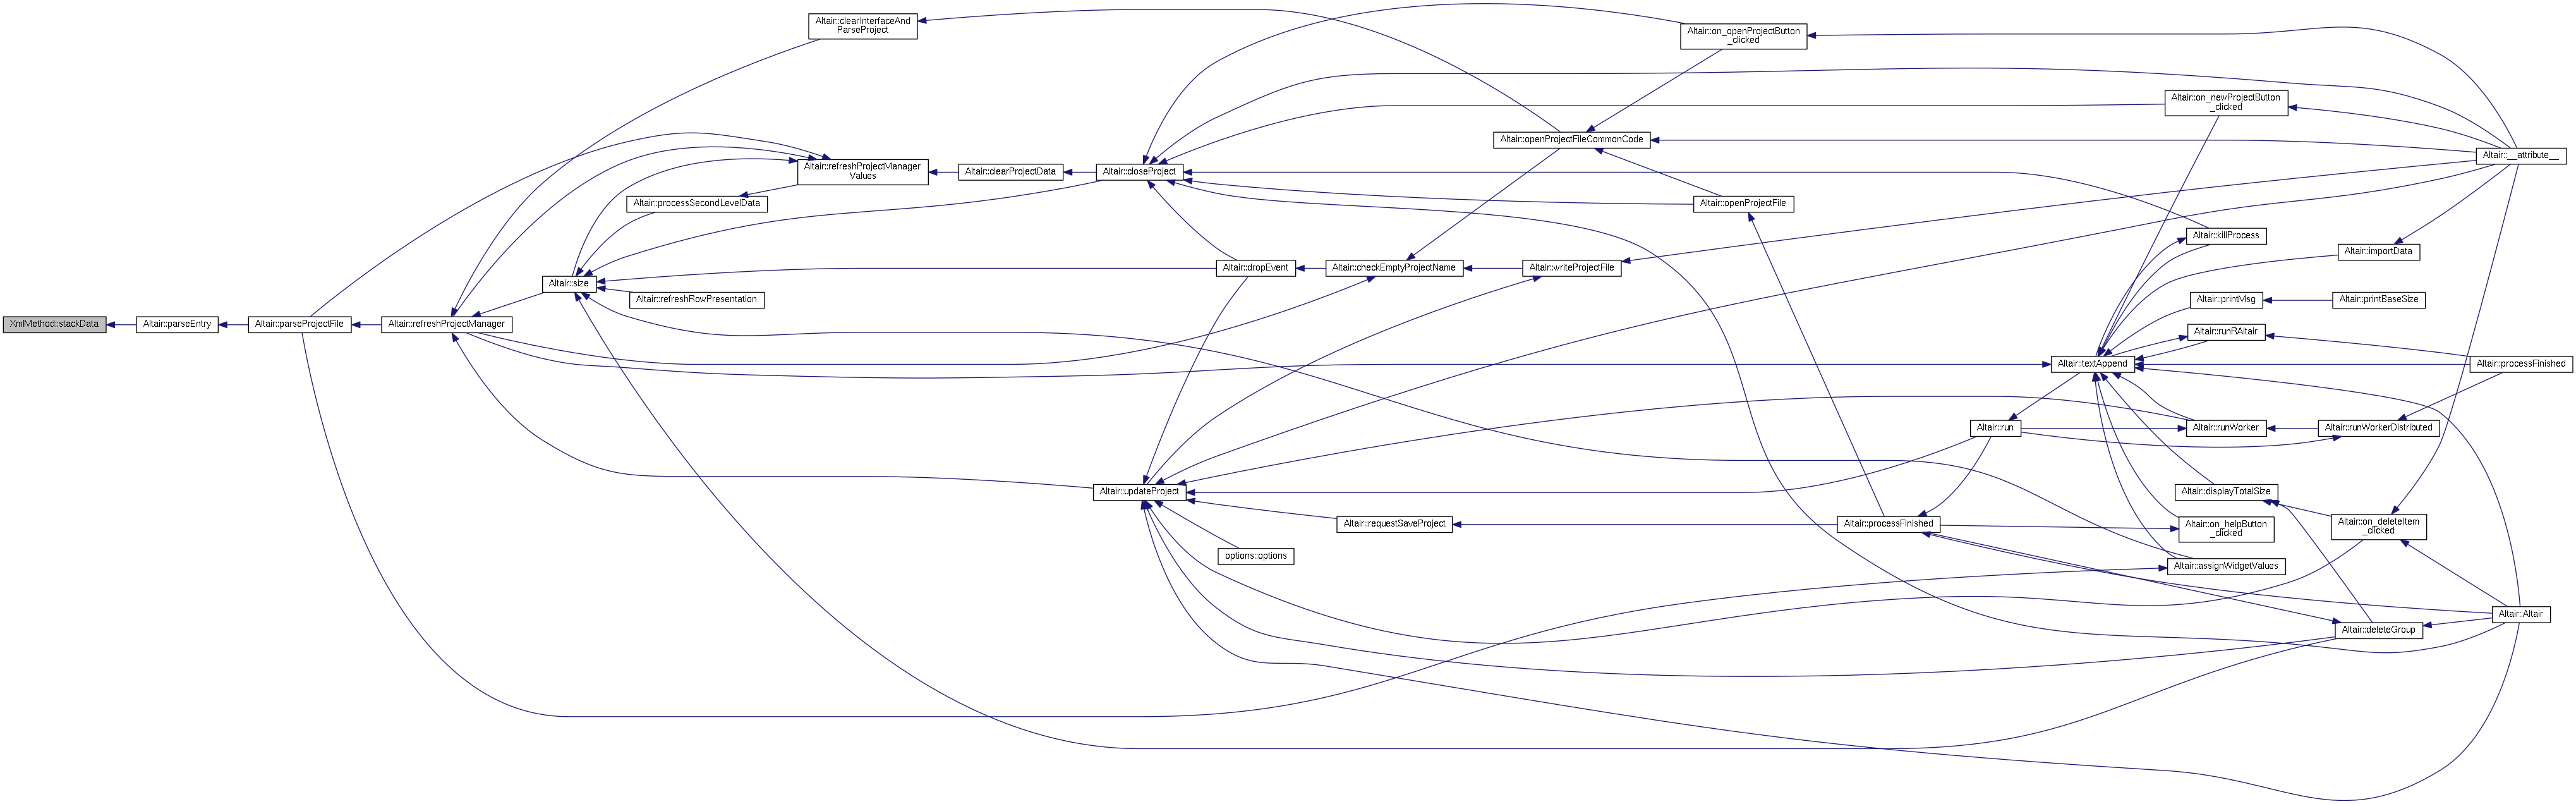 Altair::clearInterfaceAnd
ParseProject
Altair::on_openProjectButton
_clicked
Altair::on_newProjectButton
_clicked
Altair::openProjectFileCommonCode
Altair::__attribute__
Altair::refreshProjectManager
Values
Altair::clearProjectData
Altair::closeProject
Altair::processSecondLevelData
Altair::openProjectFile
Altair::killProcess
Altair::importData
Altair::dropEvent
Altair::checkEmptyProjectName
Altair::writeProjectFile
Altair::size
Altair::refreshRowPresentation
Altair::printMsg
Altair::printBaseSize
XmlMethod::stackData
Altair::parseEntry
Altair::parseProjectFile
Altair::refreshProjectManager
Altair::runRAltair
Altair::textAppend
Altair::processFinished
Altair::run
Altair::runWorker
Altair::runWorkerDistributed
Altair::updateProject
Altair::displayTotalSize
Altair::requestSaveProject
Altair::processFinished
Altair::on_helpButton
_clicked
Altair::on_deleteItem
_clicked
options::options
Altair::assignWidgetValues
Altair::Altair
Altair::deleteGroup